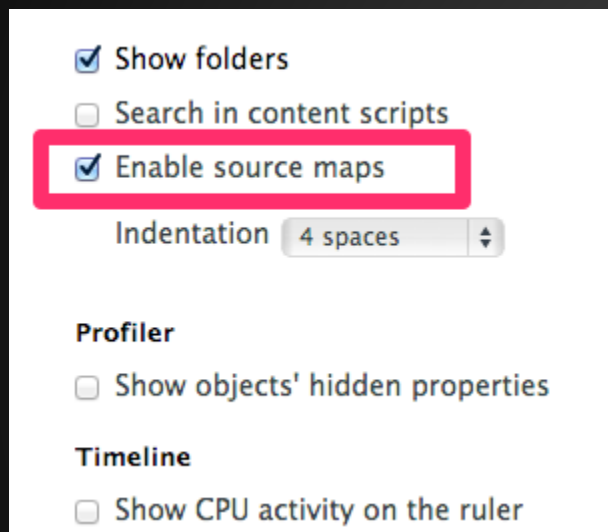 Show folders
Search in content scripts
Enable source maps
Indentation 4 spaces
Profiler
Show objects' hidden properties
Timeline
Show CPU activity on the ruler